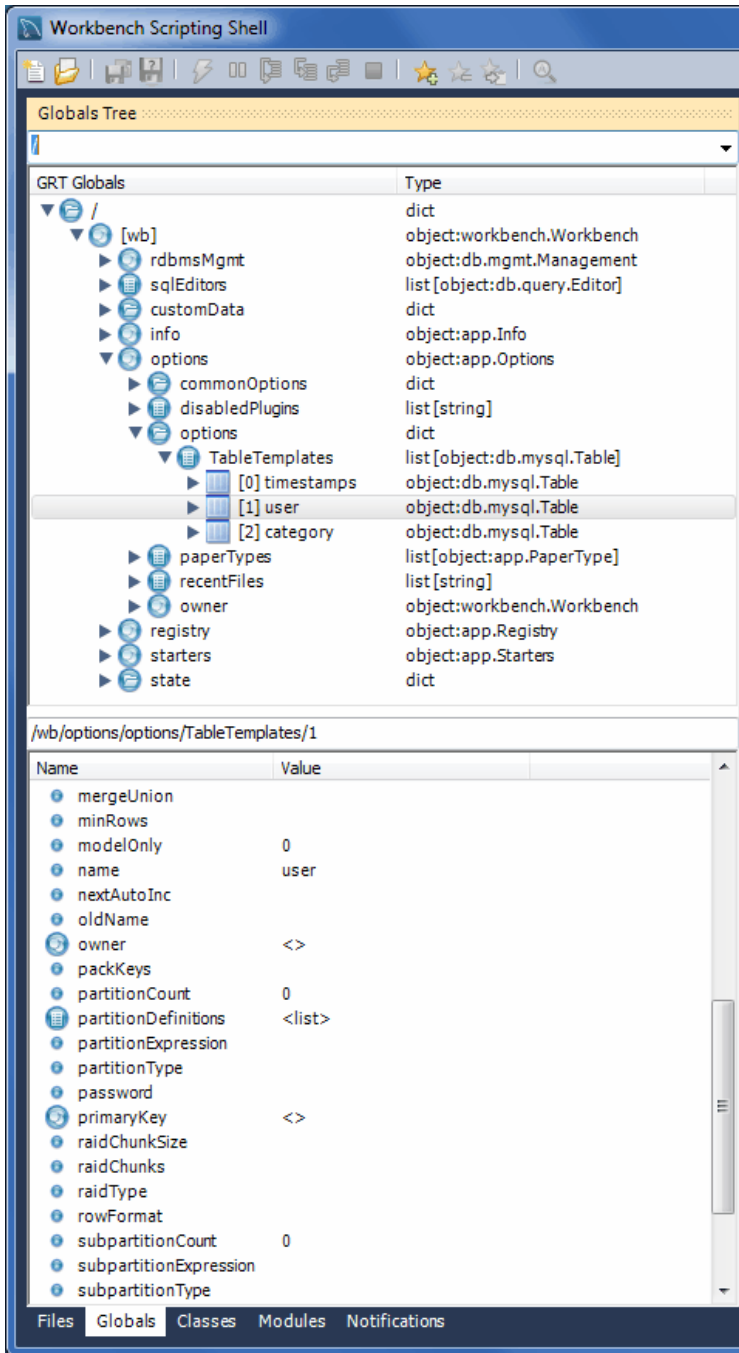 Workbench Scripting Shell
Globals Tree
/
GRT Globals Type
/ dict
[wb] object:workbench.Workbench
rdbmsMgmt object:db.mgmt.Management
sqlEditors list[object:db.query.Editor]
customData dict
info object:app.Info
options object:app.Options
commonOptions dict
disabledPlugins list[string]
options dict
TableTemplates list[object:db.mysql.Table]
[0] timestamps object:db.mysql.Table
[1] user object:db.mysql.Table
[2] category object:db.mysql.Table
paperTypes list[object:app.PaperType]
recentFiles list[string]
owner object:workbench.Workbench
registry object:app.Registry
starters object:app.Starters
state dict
/wb/options/options/TableTemplates/1
Name Value
mergeUnion
minRows
modelOnly 0
name user
nextAutoInc
oldName
owner <>
packKeys
partitionCount 0
partitionDefinitions <list>
partitionExpression
partitionType
password
primaryKey <>
raidChunkSize
raidChunks
raidType
rowFormat
subpartitionCount 0
subpartitionExpression
subpartitionType
Files Globals Classes Modules Notifications